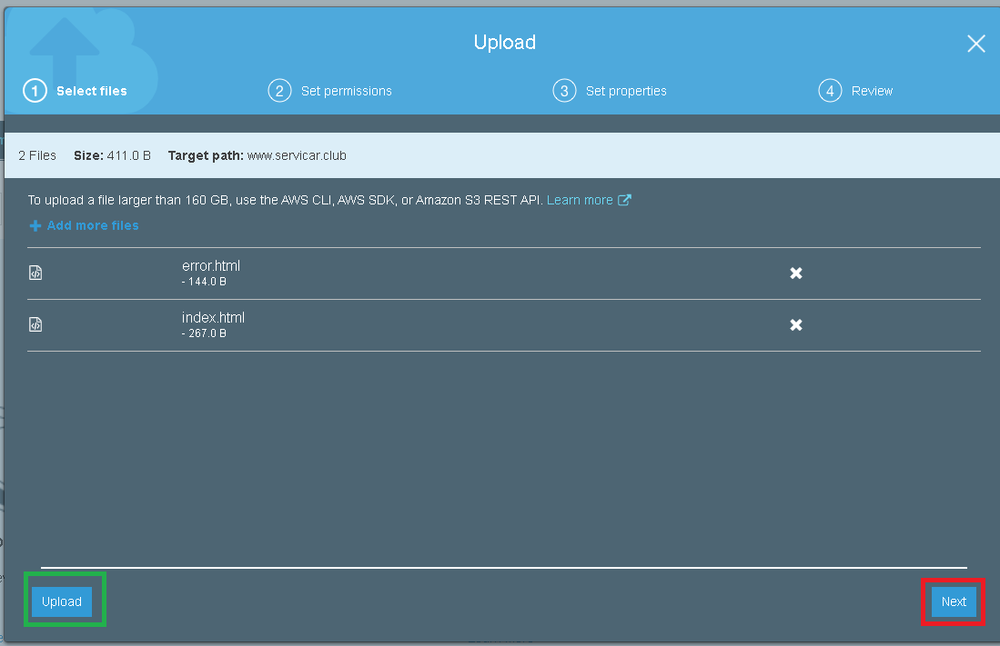 Upload
1 Select files
2 Set permissions
3 Set properties
4 Review
2 Files Size: 411.0 B Target path: www.servicar.club
To upload a file larger than 160 GB, use the AWS CLI, AWS SDK, or Amazon S3 REST API. Learn more
Add more files
error.html
- 144.0 B
index.html
- 267.0 B
Upload
Next